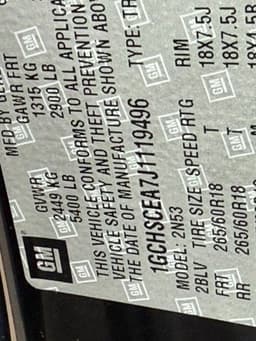 MFD BY
GAWR FRT
GVWR
1315 KG
2449 KG
2900 LB
5400 LB
THIS VEHICLE CONFORMS TO ALL APPLICA
VEHICLE SAFETY AND THEFT PREVENTION
THE DATE OF MANUFACTURE SHOWN ABOV
1GCHSCEA7J1119496 TYPE: TR
MODEL: 2N53
28LV TIRE SIZE SPEED RTG RIM
FRT 265/60R18 T 18X7.5J
RR 265/60R18 T 18X7.5J
GM